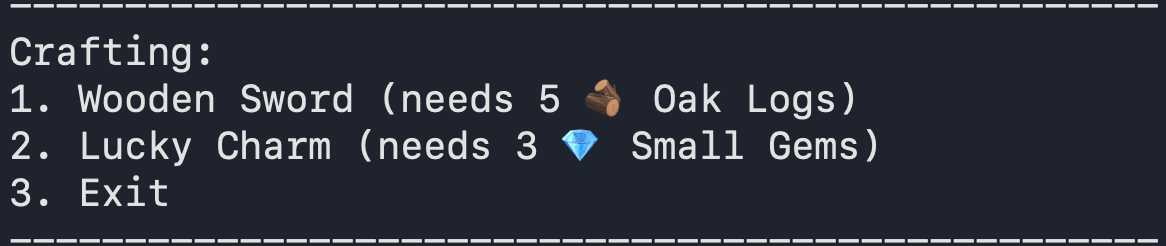 --------------------------------------------------
Crafting:
1. Wooden Sword (needs 5 🪵 Oak Logs)
2. Lucky Charm (needs 3 💎 Small Gems)
3. Exit
--------------------------------------------------